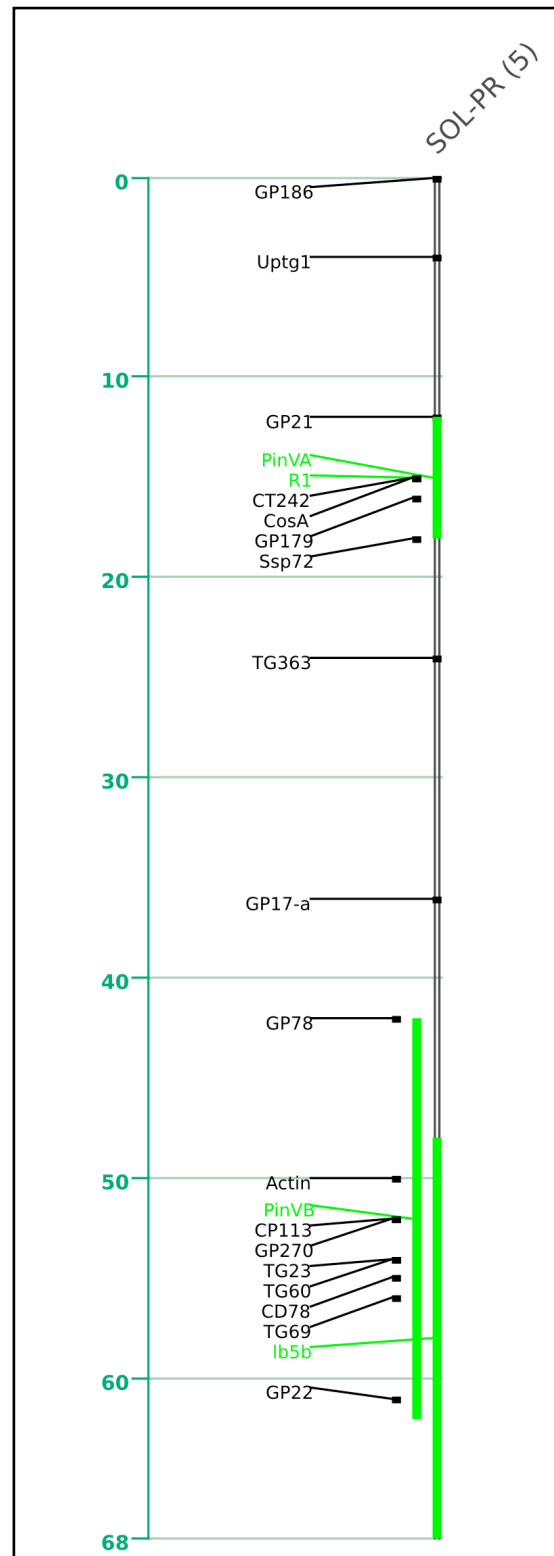 SOL-PR (5)
0
GP186
Uptg1
10
GP21
PinVA
R1
CT242
CosA
GP179
Ssp72
20
TG363
30
GP17-a
40
GP78
50
Actin
PinVB
CP113
GP270
TG23
TG60
CD78
TG69
Ib5b
60
GP22
68